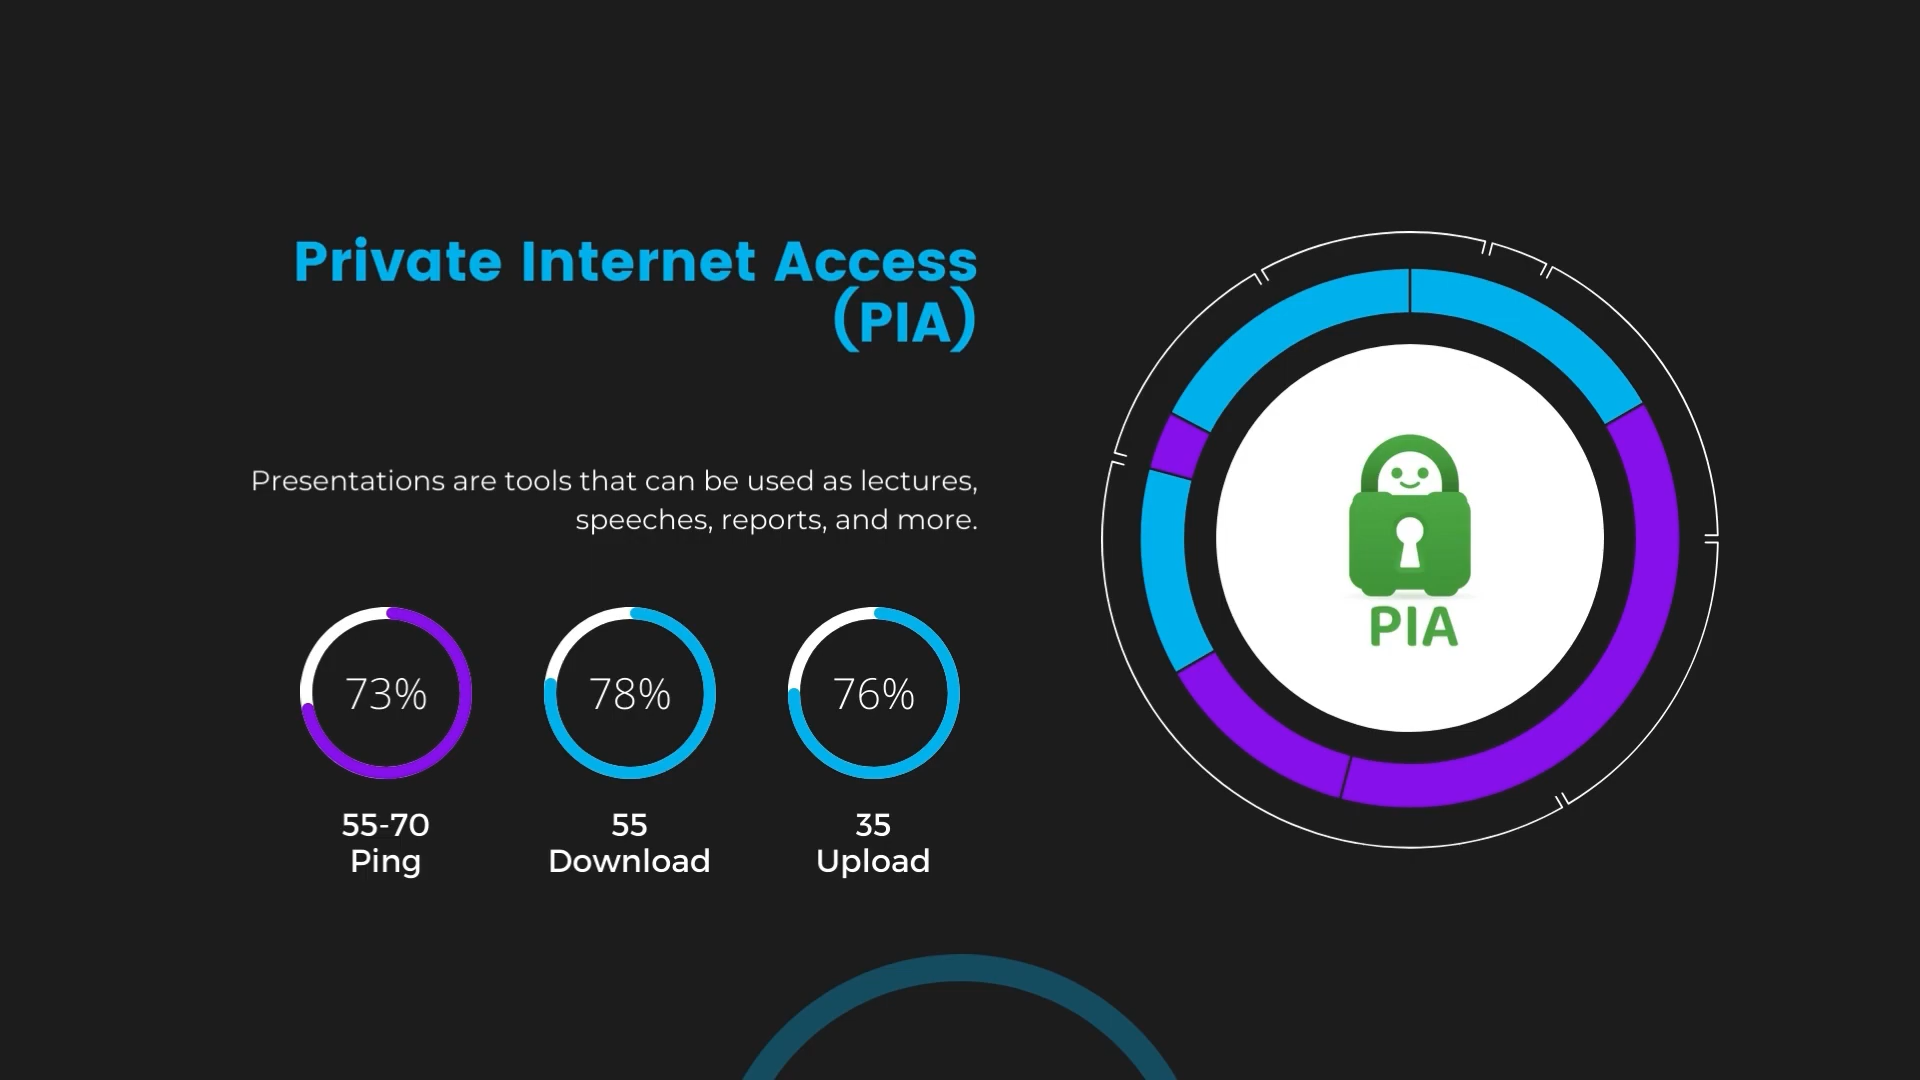 Private Internet Access
(PIA)
Presentations are tools that can be used as lectures,
speeches, reports, and more.
73%
78%
76%
55-70
Ping
55
Download
35
Upload
PIA